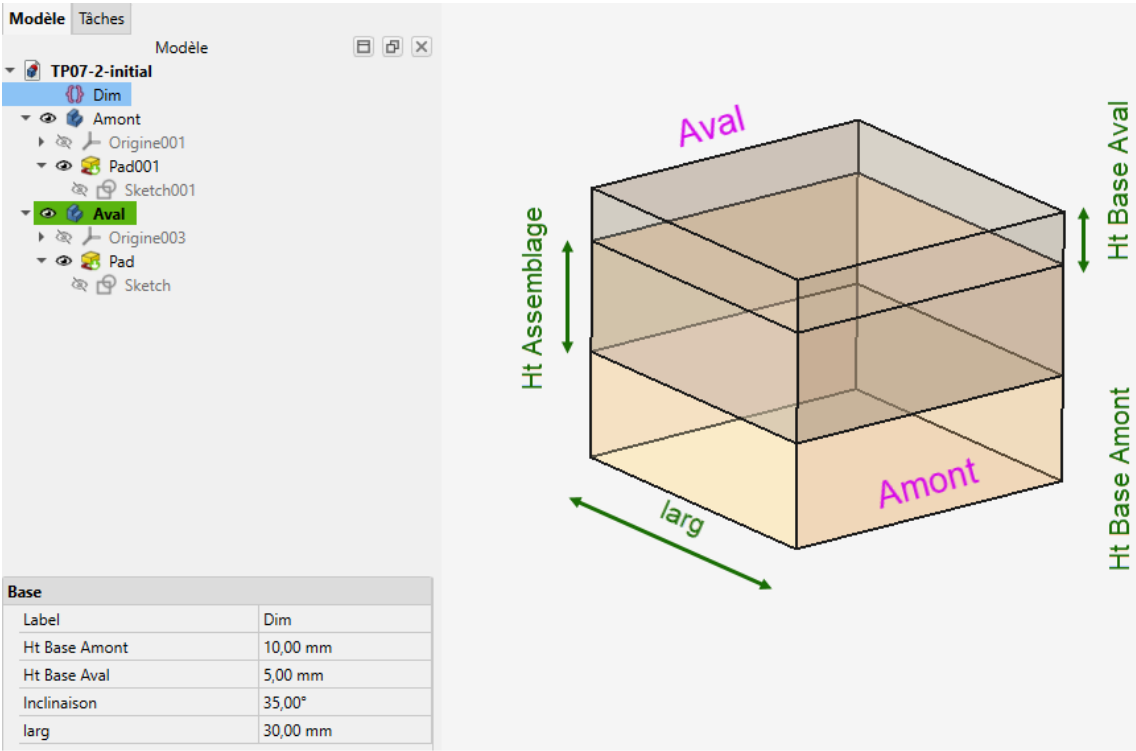 Modèle Tâches
Modèle
TP07-2-initial
Dim
Amont
Origine001
Pad001
Sketch001
Aval
Origine003
Pad
Sketch
Base
Label Dim
Ht Base Amont 10,00 mm
Ht Base Aval 5,00 mm
Inclinaison 35,00°
larg 30,00 mm
Aval
Ht Base Aval
Ht Assemblage
Ht Base Amont
Amont
larg